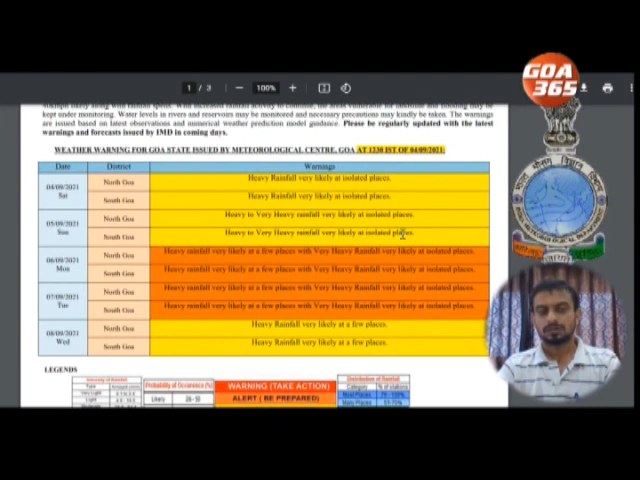 GOA
365
1 / 3
100%
kept under monitoring. Water levels in rivers and reservoirs may be monitored and necessary precautions may kindly be taken. The warnings
are issued based on latest observations and numerical weather prediction model guidance. Please be regularly updated with the latest
warnings and forecasts issued by IMD in coming days.
WEATHER WARNING FOR GOA STATE ISSUED BY METEOROLOGICAL CENTRE, GOA AT 1230 IST OF 04/09/2021:
Date District Warnings
04/09/2021 Sat North Goa Heavy Rainfall very likely at isolated places.
South Goa Heavy Rainfall very likely at isolated places.
05/09/2021 Sun North Goa Heavy to Very Heavy rainfall very likely at isolated places.
South Goa Heavy to Very Heavy rainfall very likely at isolated places.
06/09/2021 Mon North Goa Heavy rainfall very likely at a few places with Very Heavy Rainfall very likely at isolated places.
South Goa Heavy rainfall very likely at a few places with Very Heavy Rainfall very likely at isolated places.
07/09/2021 Tue North Goa Heavy rainfall very likely at a few places with Very Heavy Rainfall very likely at isolated places.
South Goa Heavy rainfall very likely at a few places with Very Heavy Rainfall very likely at isolated places.
08/09/2021 Wed North Goa Heavy Rainfall very likely at a few places.
South Goa Heavy Rainfall very likely at a few places.
LEGENDS
Probability of Occurrence (%)
Likely 26 - 50
WARNING (TAKE ACTION)
ALERT ( BE PREPARED)
Distribution of Rainfall
Category % of stations
Most Places 76 - 100%
Many Places 51-75%